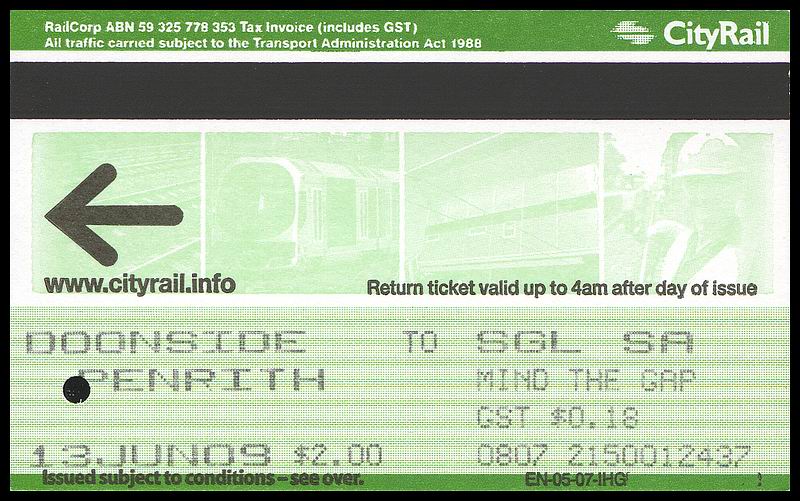 RailCorp ABN 59 325 778 353 Tax Invoice (includes GST)
All traffic carried subject to the Transport Administration Act 1988
CityRail
www.cityrail.info
Return ticket valid up to 4am after day of issue
DOONSIDE TO SGL SA
PENRITH MIND THE GAP
GST $0.18
13JUN09 $2.00 0807 2150012437
Issued subject to conditions – see over.
EN-05-07-IHG